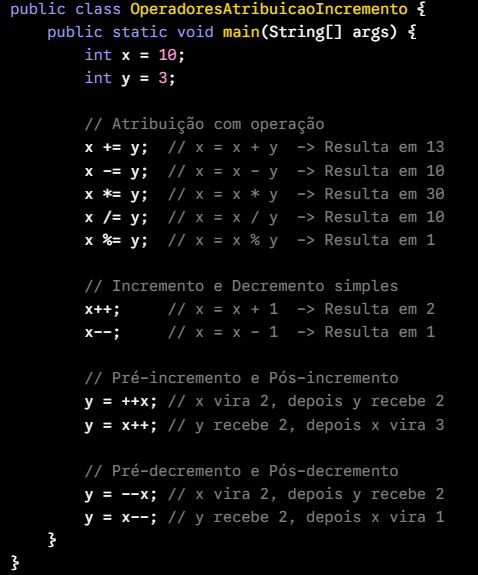 public class OperadoresAtribuicaoIncremento {
    public static void main(String[] args) {
        int x = 10;
        int y = 3;

        // Atribuição com operação
        x += y;  // x = x + y  -> Resulta em 13
        x -= y;  // x = x - y  -> Resulta em 10
        x *= y;  // x = x * y  -> Resulta em 30
        x /= y;  // x = x / y  -> Resulta em 10
        x %= y;  // x = x % y  -> Resulta em 1

        // Incremento e Decremento simples
        x++;     // x = x + 1  -> Resulta em 2
        x--;     // x = x - 1  -> Resulta em 1

        // Pré-incremento e Pós-incremento
        y = ++x; // x vira 2, depois y recebe 2
        y = x++; // y recebe 2, depois x vira 3

        // Pré-decremento e Pós-decremento
        y = --x; // x vira 2, depois y recebe 2
        y = x--; // y recebe 2, depois x vira 1
    }
}